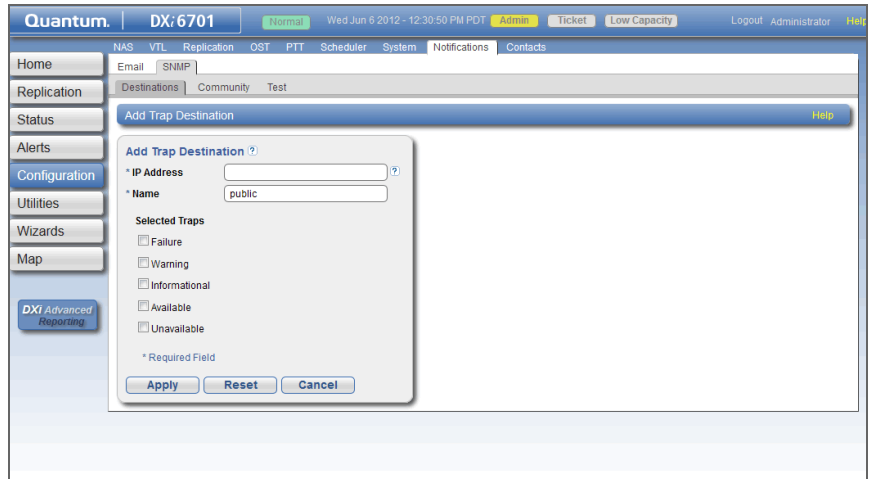 Quantum. DXi6701 Normal Wed Jun 6 2012 - 12:30:50 PM PDT Admin Ticket Low Capacity Logout Administrator Help
NAS VTL Replication OST PTT Scheduler System Notifications Contacts
Home
Replication
Status
Alerts
Configuration
Utilities
Wizards
Map
DXi Advanced
Reporting
Email SNMP
Destinations Community Test
Add Trap Destination Help
Add Trap Destination ?
* IP Address ?
* Name public
Selected Traps
Failure
Warning
Informational
Available
Unavailable
* Required Field
Apply Reset Cancel